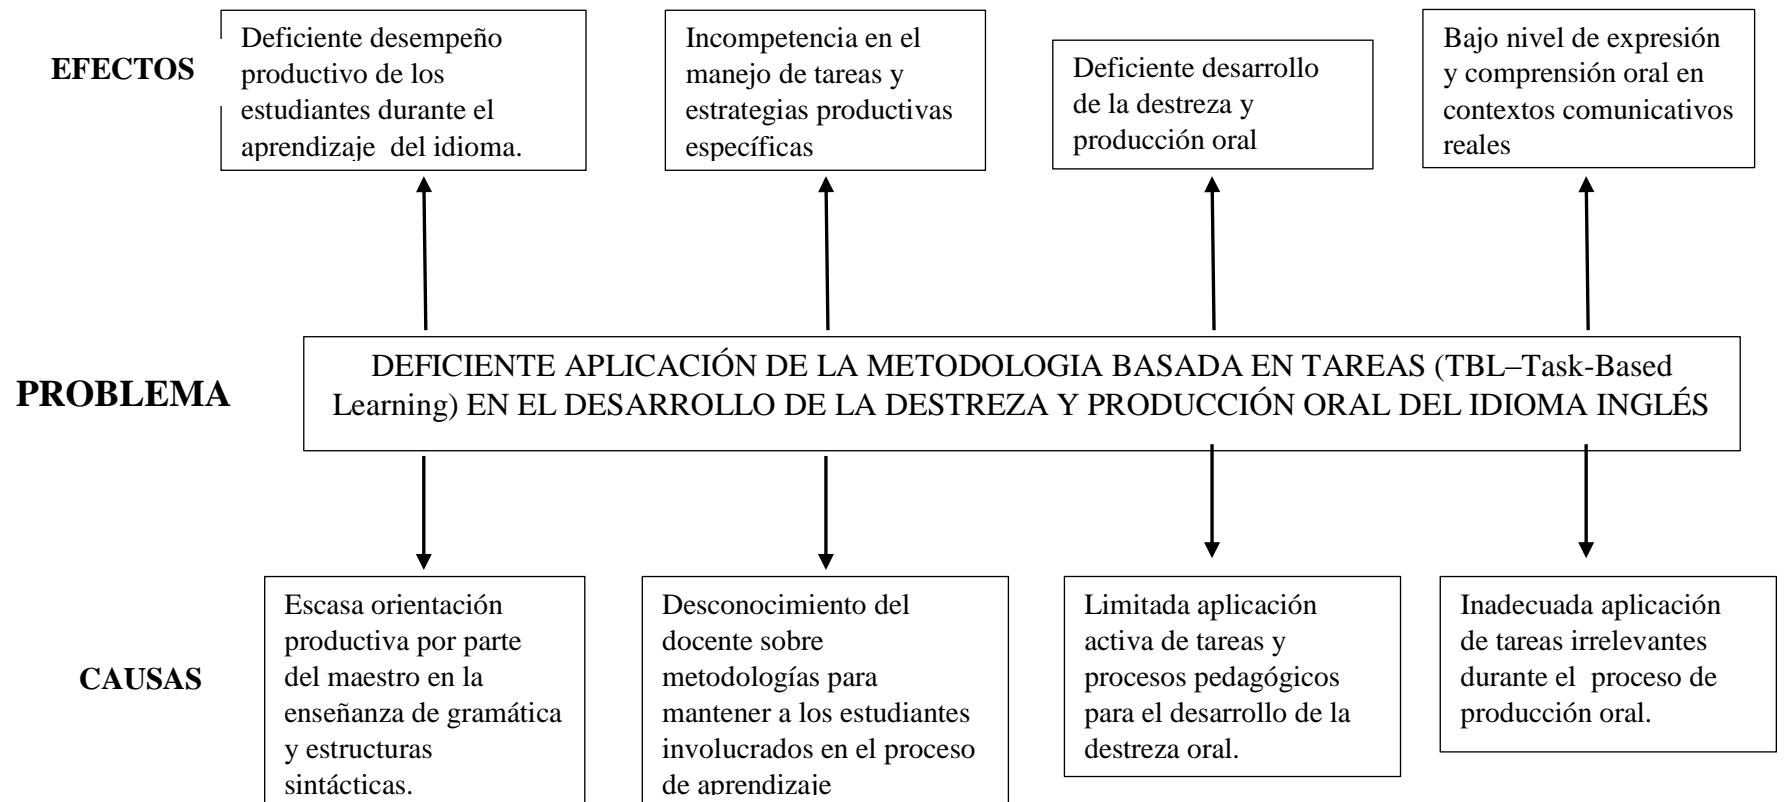 EFECTOS
Deficiente desempeño
productivo de los
estudiantes durante el
aprendizaje  del idioma.
Incompetencia en el
manejo de tareas y
estrategias productivas
específicas
Deficiente desarrollo
de la destreza y
producción oral
Bajo nivel de expresión
y comprensión oral en
contextos comunicativos
reales
PROBLEMA
DEFICIENTE APLICACIÓN DE LA METODOLOGIA BASADA EN TAREAS (TBL–Task-Based
Learning) EN EL DESARROLLO DE LA DESTREZA Y PRODUCCIÓN ORAL DEL IDIOMA INGLÉS
CAUSAS
Escasa orientación
productiva por parte
del maestro en la
enseñanza de gramática
y estructuras
sintácticas.
Desconocimiento del
docente sobre
metodologías para
mantener a los estudiantes
involucrados en el proceso
de aprendizaje
Limitada aplicación
activa de tareas y
procesos pedagógicos
para el desarrollo de la
destreza oral.
Inadecuada aplicación
de tareas irrelevantes
durante el  proceso de
producción oral.